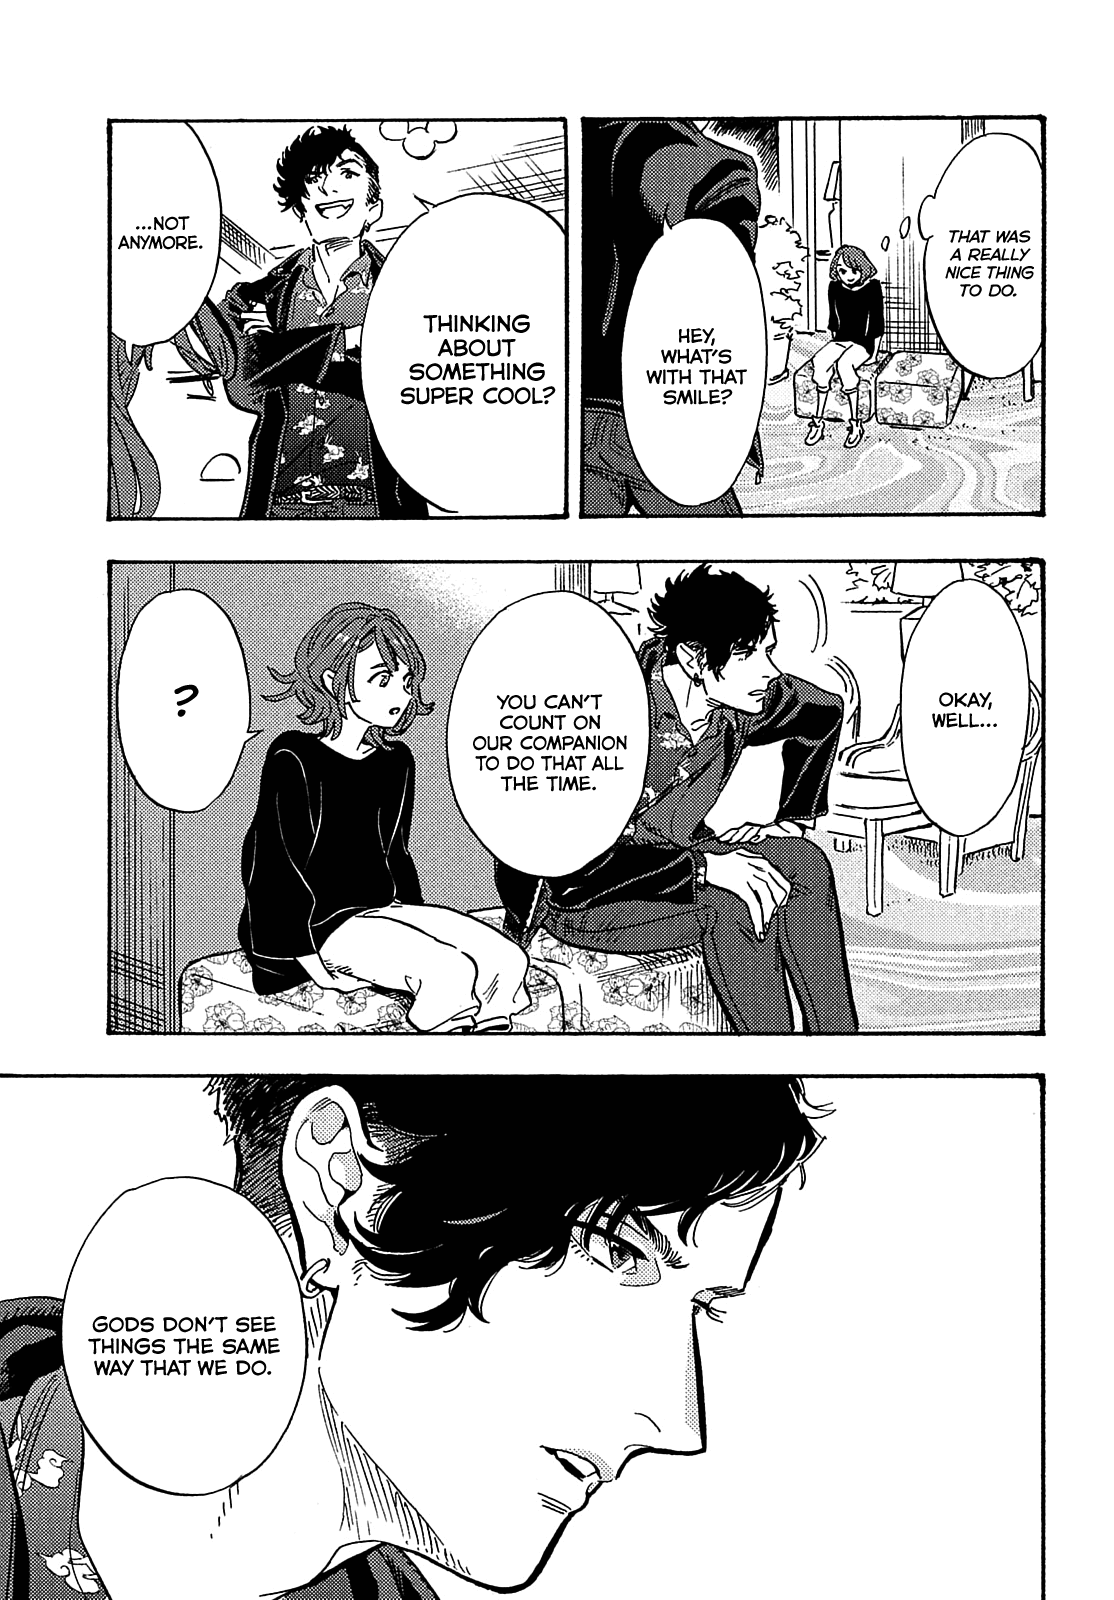 THAT WAS
A REALLY
NICE THING
TO DO.
HEY,
WHAT'S
WITH THAT
SMILE?
THINKING
ABOUT
SOMETHING
SUPER COOL?
...NOT
ANYMORE.
OKAY,
WELL...
YOU CAN'T
COUNT ON
OUR COMPANION
TO DO THAT ALL
THE TIME.
?
GODS DON'T SEE
THINGS THE SAME
WAY THAT WE DO.